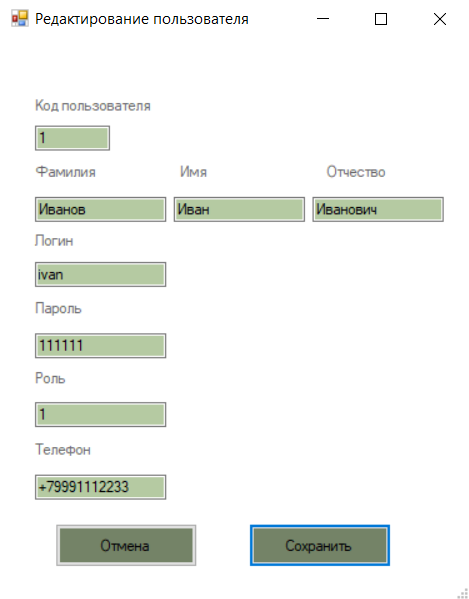 Редактирование пользователя
Код пользователя
1
Фамилия Имя Отчество
Иванов Иван Иванович
Логин
ivan
Пароль
111111
Роль
1
Телефон
+79991112233
Отмена Сохранить